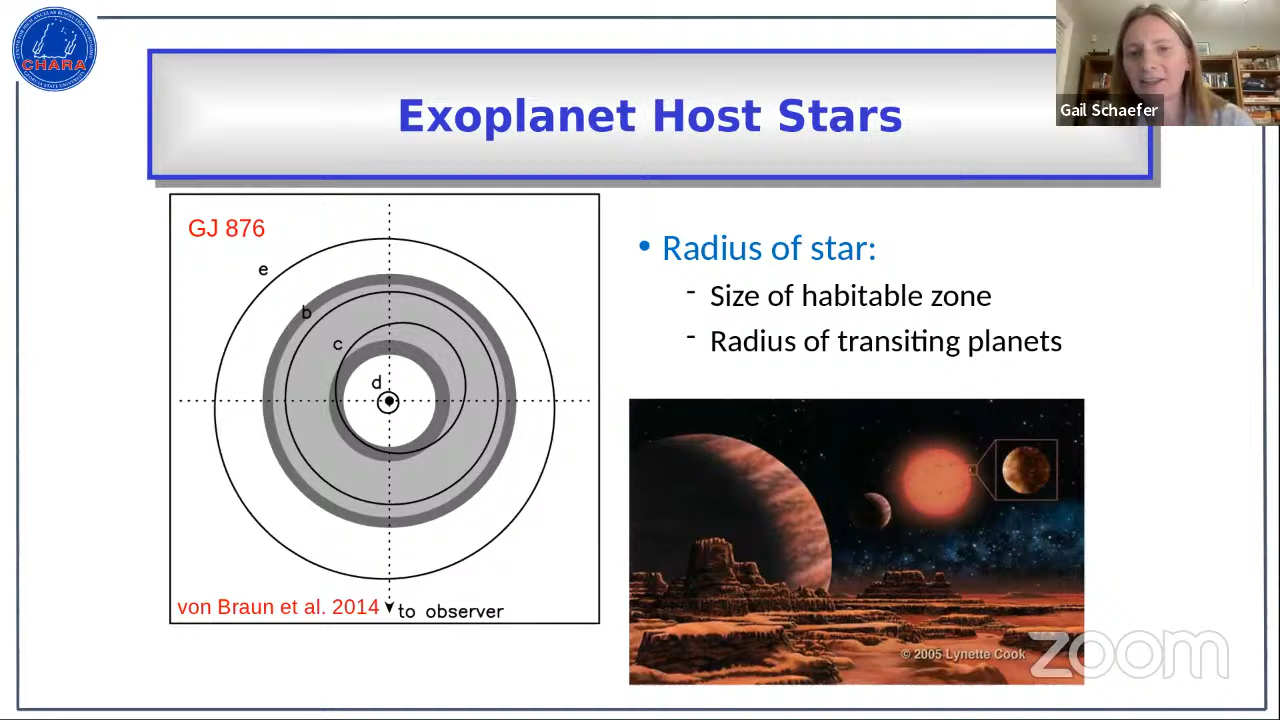 CHARA
Exoplanet Host Stars
Gail Schaefer
GJ 876
e
b
c
d
von Braun et al. 2014
to observer
• Radius of star:
- Size of habitable zone
- Radius of transiting planets
© 2005 Lynette Cook
zoom